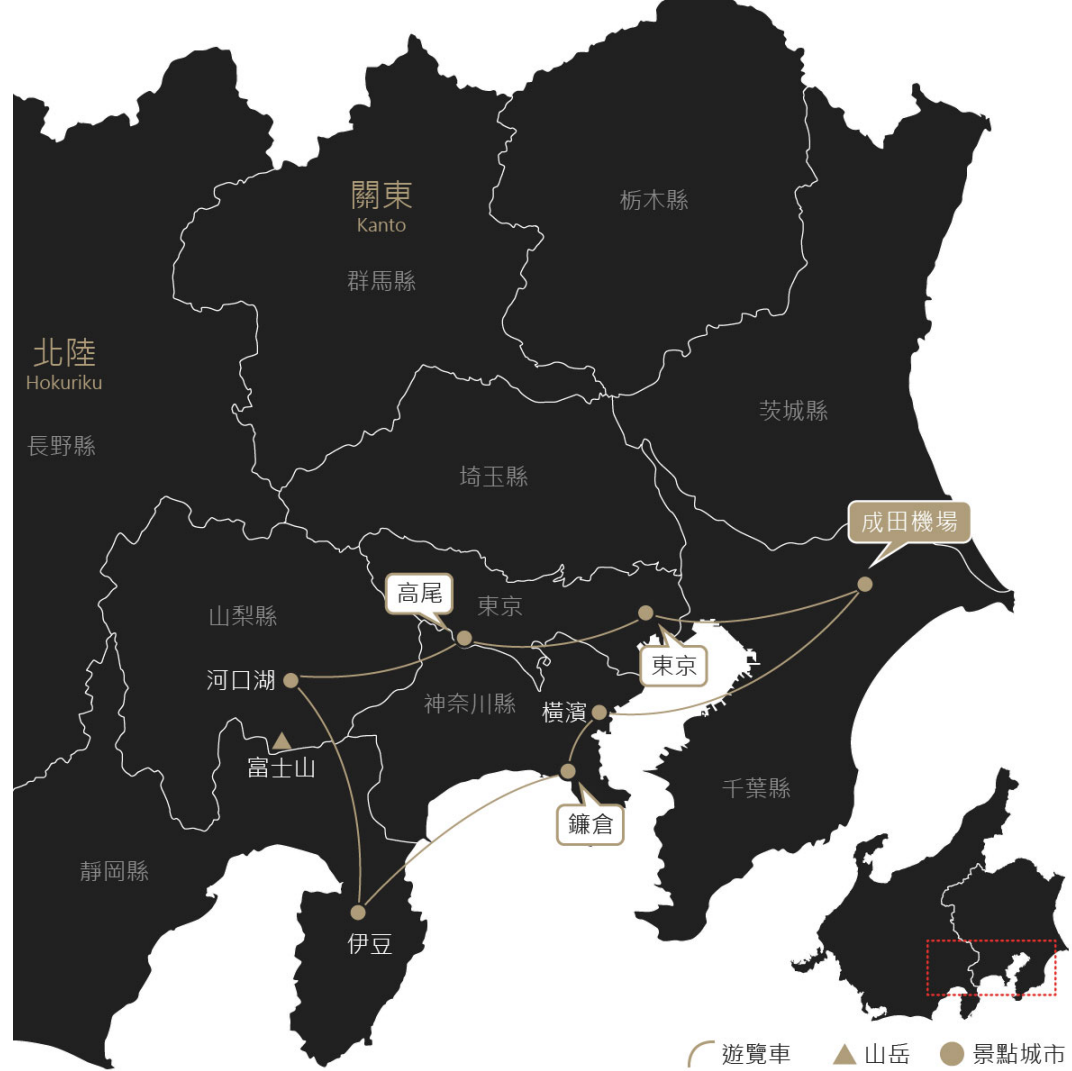 關東
Kanto
栃木縣
群馬縣
北陸
Hokuriku
長野縣
茨城縣
埼玉縣
成田機場
高尾
東京
山梨縣
東京
河口湖
神奈川縣
橫濱
富士山
千葉縣
鐮倉
靜岡縣
伊豆
遊覽車
山岳
景點城市